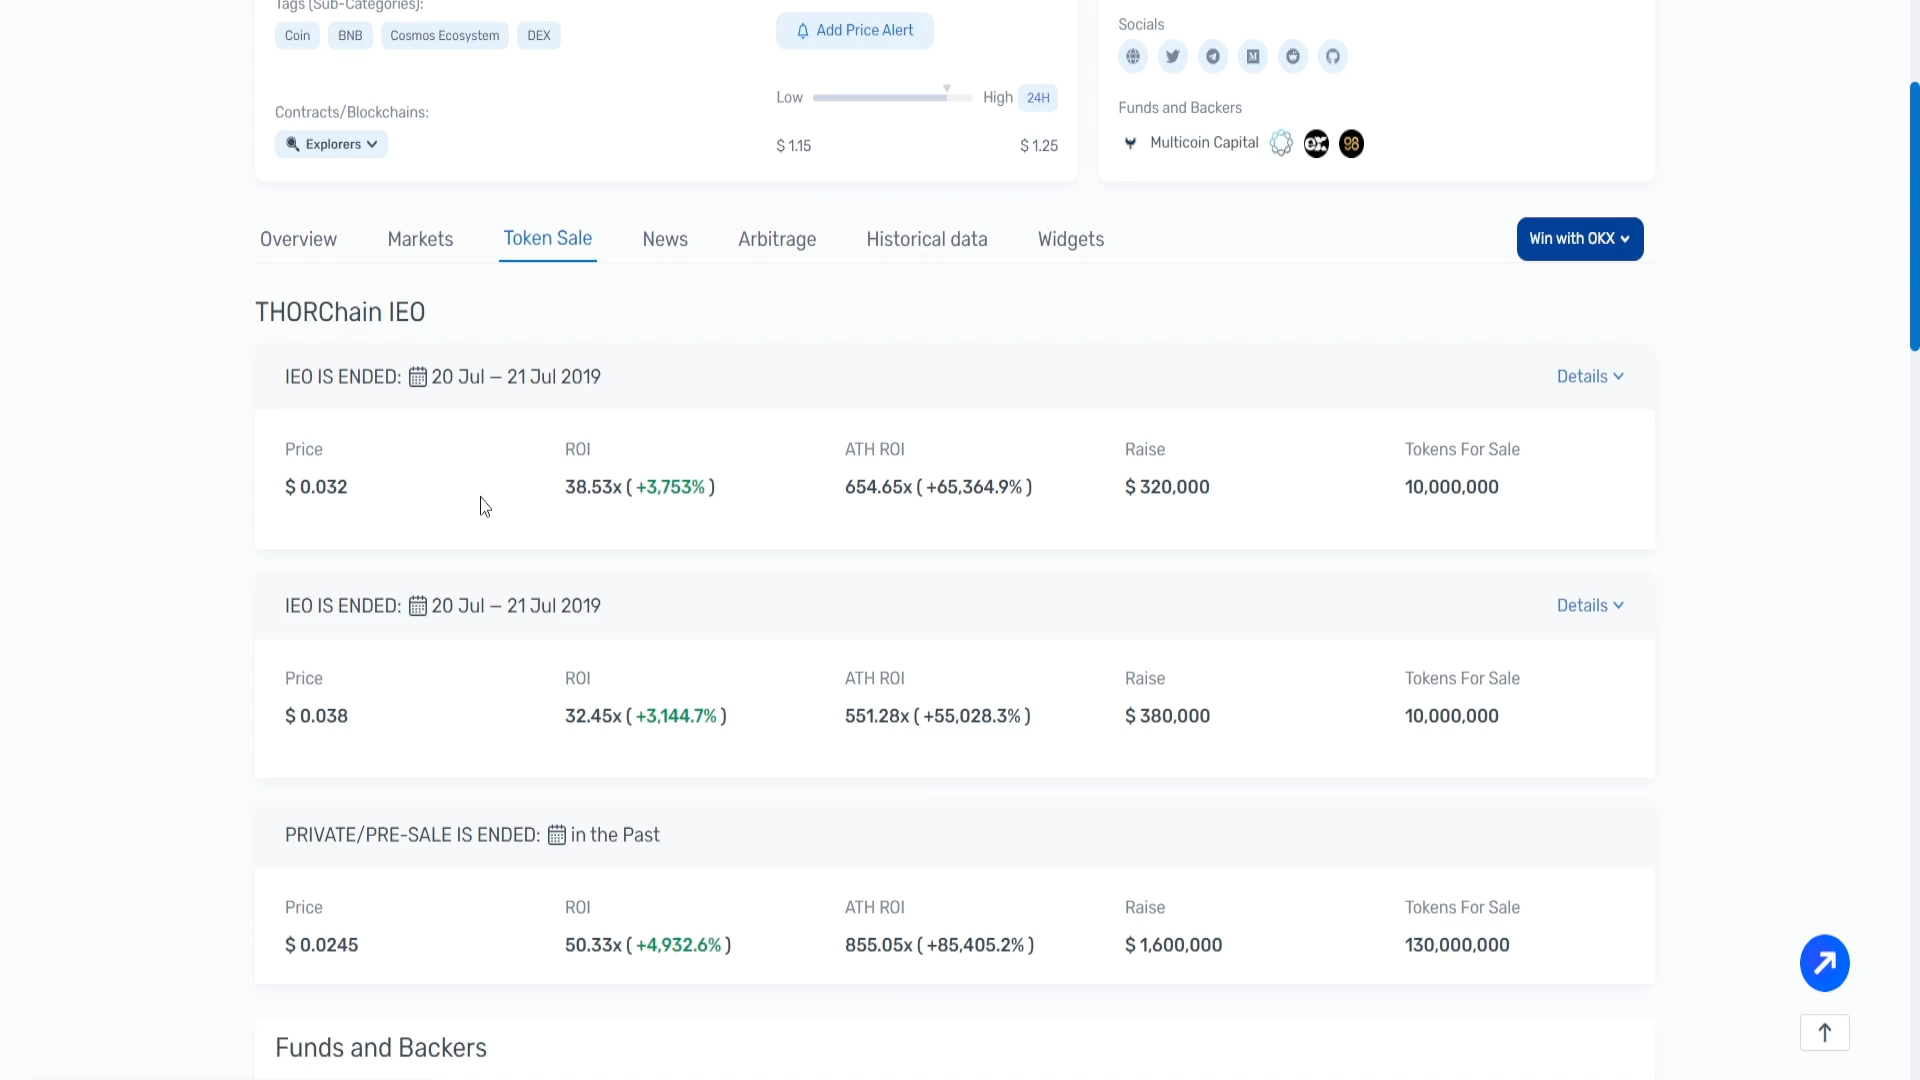 Tags (Sub-Categories):
Coin BNB Cosmos Ecosystem DEX
Add Price Alert
Socials
Contracts/Blockchains:
Explorers
Low High 24H
$ 1.15 $ 1.25
Funds and Backers
Multicoin Capital
Overview Markets Token Sale News Arbitrage Historical data Widgets
Win with OKX
THORChain IEO
IEO IS ENDED: 20 Jul – 21 Jul 2019 Details
Price ROI ATH ROI Raise Tokens For Sale
$ 0.032 38.53x ( +3,753% ) 654.65x ( +65,364.9% ) $ 320,000 10,000,000
IEO IS ENDED: 20 Jul – 21 Jul 2019 Details
Price ROI ATH ROI Raise Tokens For Sale
$ 0.038 32.45x ( +3,144.7% ) 551.28x ( +55,028.3% ) $ 380,000 10,000,000
PRIVATE/PRE-SALE IS ENDED: in the Past
Price ROI ATH ROI Raise Tokens For Sale
$ 0.0245 50.33x ( +4,932.6% ) 855.05x ( +85,405.2% ) $ 1,600,000 130,000,000
Funds and Backers